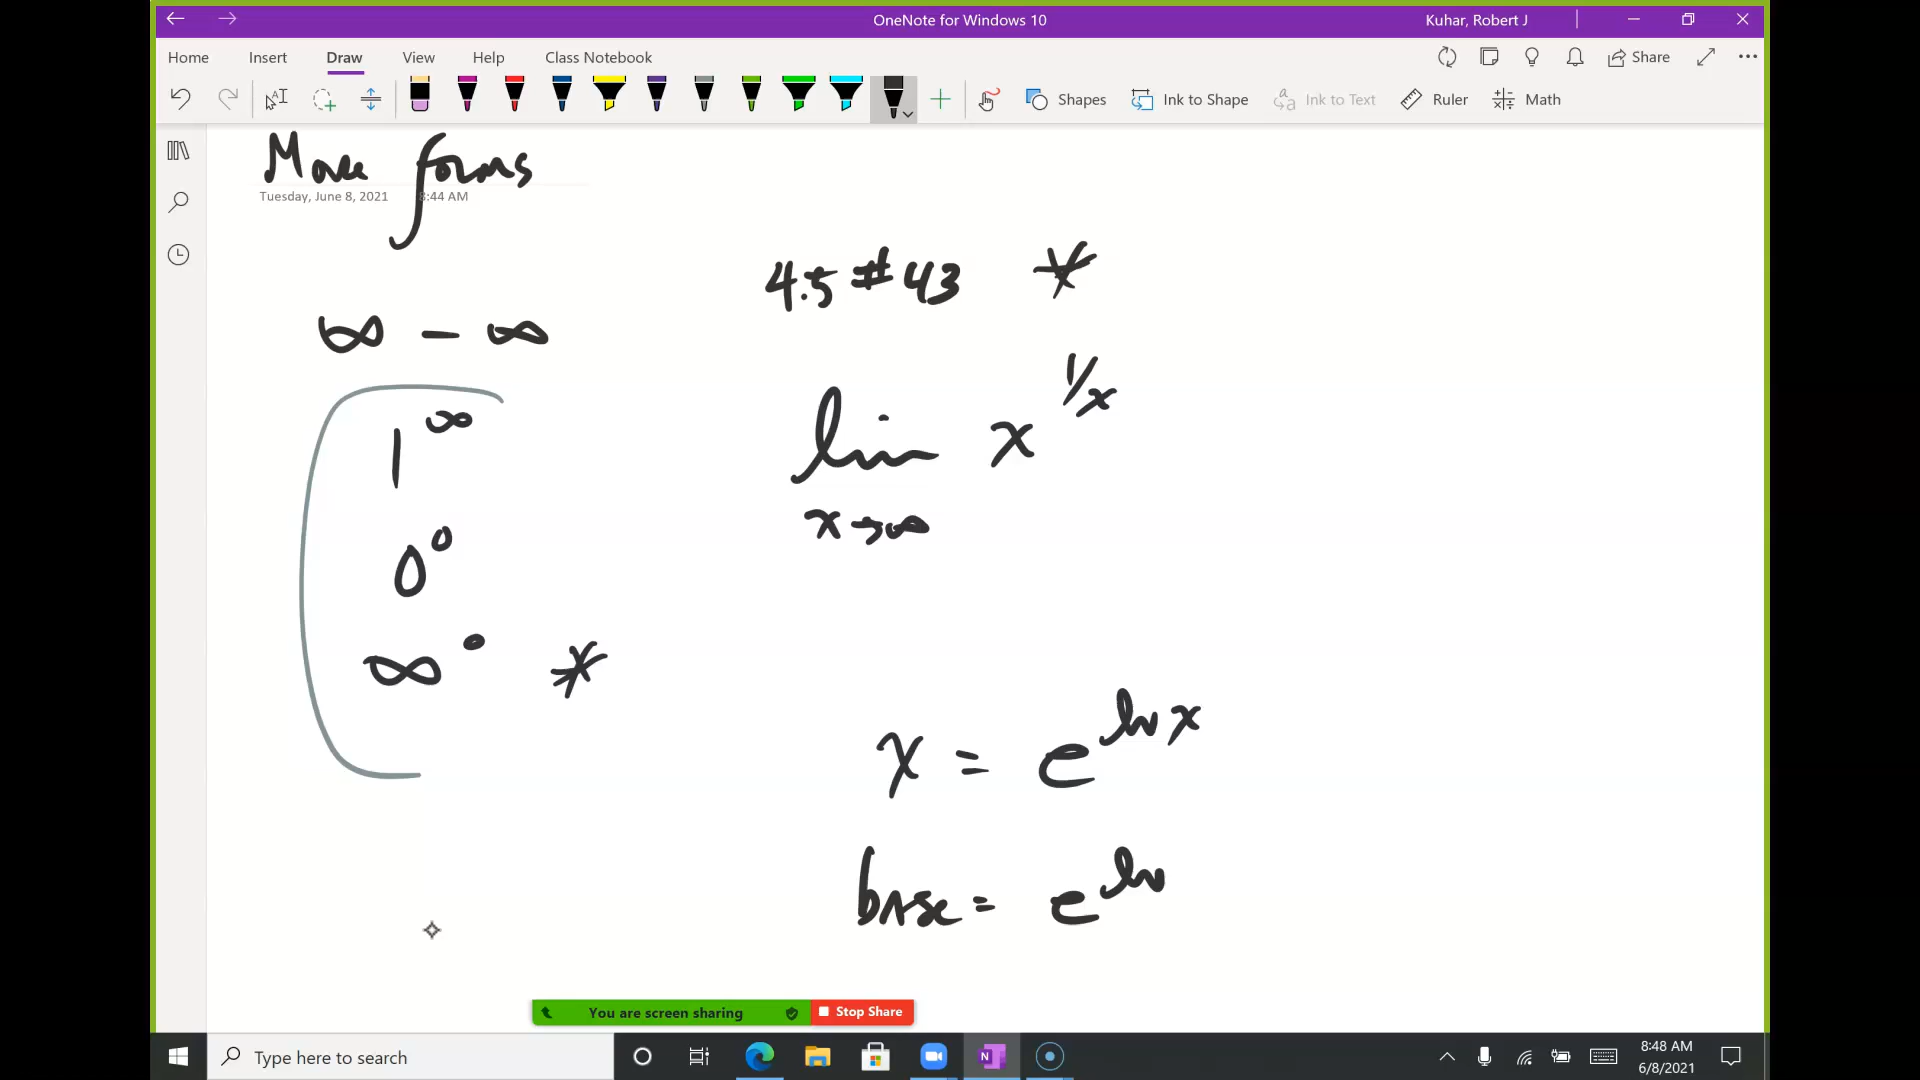 OneNote for Windows 10
Kuhar, Robert J
Home Insert Draw View Help Class Notebook
Share
Shapes Ink to Shape Ink to Text Ruler Math
More forms
Tuesday, June 8, 2021 8:44 AM
4.5 # 43 *
∞ - ∞
1^∞
lim x^{1/x}
x→∞
0^0
∞^0 *
x = e^{ln x}
base = e^{ln
You are screen sharing Stop Share
Type here to search
8:48 AM
6/8/2021